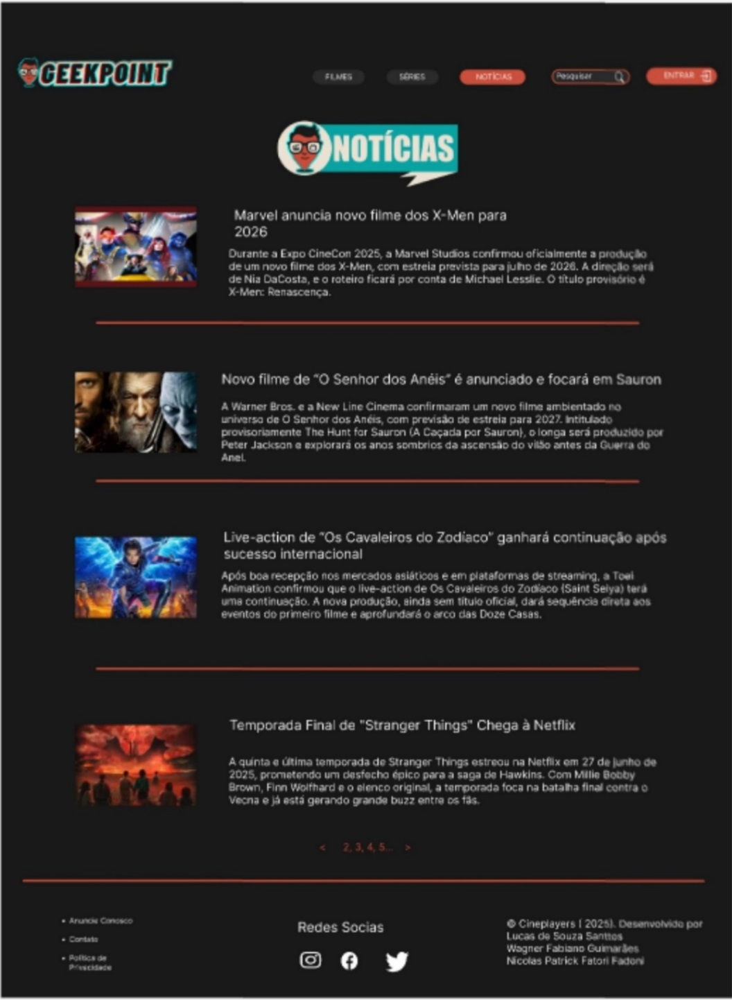 GEEKPOINT
FILMES SÉRIES NOTÍCIAS Pesquisar ENTRAR
NOTÍCIAS
Marvel anuncia novo filme dos X-Men para
2026
Durante a Expo CineCon 2025, a Marvel Studios confirmou oficialmente a produção
de um novo filme dos X-Men, com estreia prevista para julho de 2026. A direção será
de Nia DaCosta, e o roteiro ficará por conta de Michael Lesslie. O título provisório é
X-Men: Renascença.
Novo filme de “O Senhor dos Anéis” é anunciado e focará em Sauron
A Warner Bros. e a New Line Cinema confirmaram um novo filme ambientado no
universo de O Senhor dos Anéis, com previsão de estreia para 2027. Intitulado
provisoriamente The Hunt for Sauron (A Caçada por Sauron), o longa será produzido por
Peter Jackson e explorará os anos sombrios da ascensão do vilão antes da Guerra do
Anel.
Live-action de “Os Cavaleiros do Zodíaco” ganhará continuação após
sucesso internacional
Após boa recepção nos mercados asiáticos e em plataformas de streaming, a Toei
Animation confirmou que o live-action de Os Cavaleiros do Zodíaco (Saint Seiya) terá
uma continuação. A nova produção, ainda sem título oficial, dará sequência direta aos
eventos do primeiro filme e aprofundará o arco das Doze Casas.
Temporada Final de "Stranger Things" Chega à Netflix
A quinta e última temporada de Stranger Things estreou na Netflix em 27 de junho de
2025, prometendo um desfecho épico para a saga de Hawkins. Com Millie Bobby
Brown, Finn Wolfhard e o elenco original, a temporada foca na batalha final contra o
Vecna e já está gerando grande buzz entre os fãs.
< 2, 3, 4, 5... >
• Anuncie Conosco
• Contato
• Política de
Privacidade
Redes Socias
© Cineplayers ( 2025). Desenvolvido por
Lucas de Souza Santtos
Wagner Fabiano Guimarães
Nicolas Patrick Fatori Fadoni